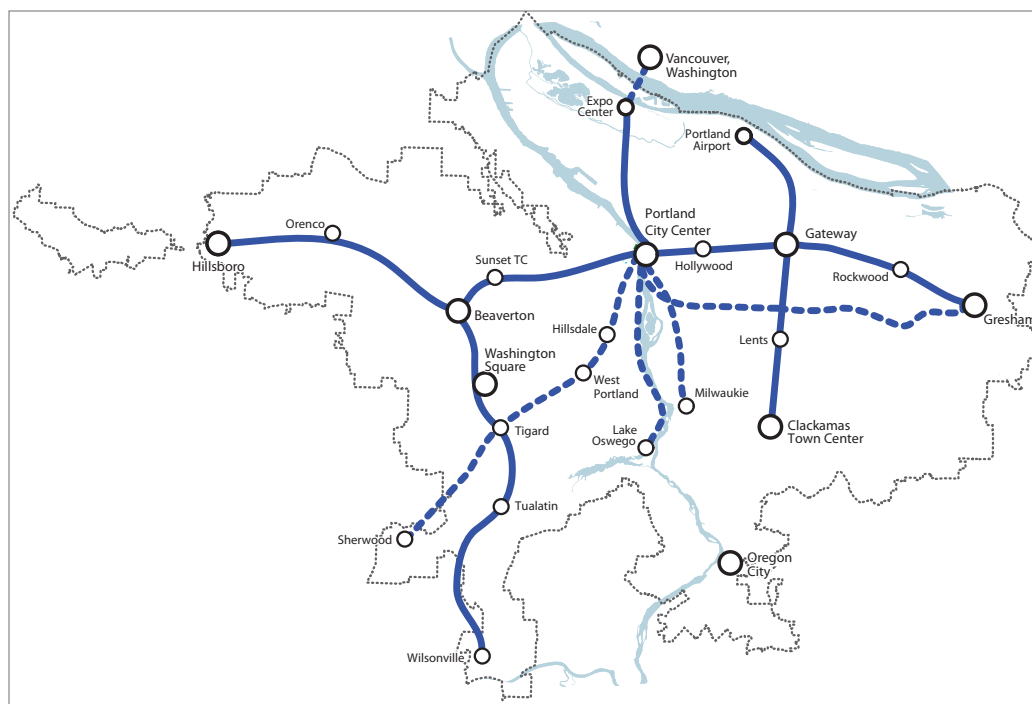 Vancouver,
Washington
Expo
Center
Portland
Airport
Portland
City Center
Orenco
Gateway
Hollywood
Hillsboro
Sunset TC
Rockwood
Beaverton
Gresham
Hillsdale
Lents
Washington
Square
West
Portland
Milwaukie
Tigard
Lake
Oswego
Clackamas
Town Center
Tualatin
Sherwood
Oregon
City
Wilsonville